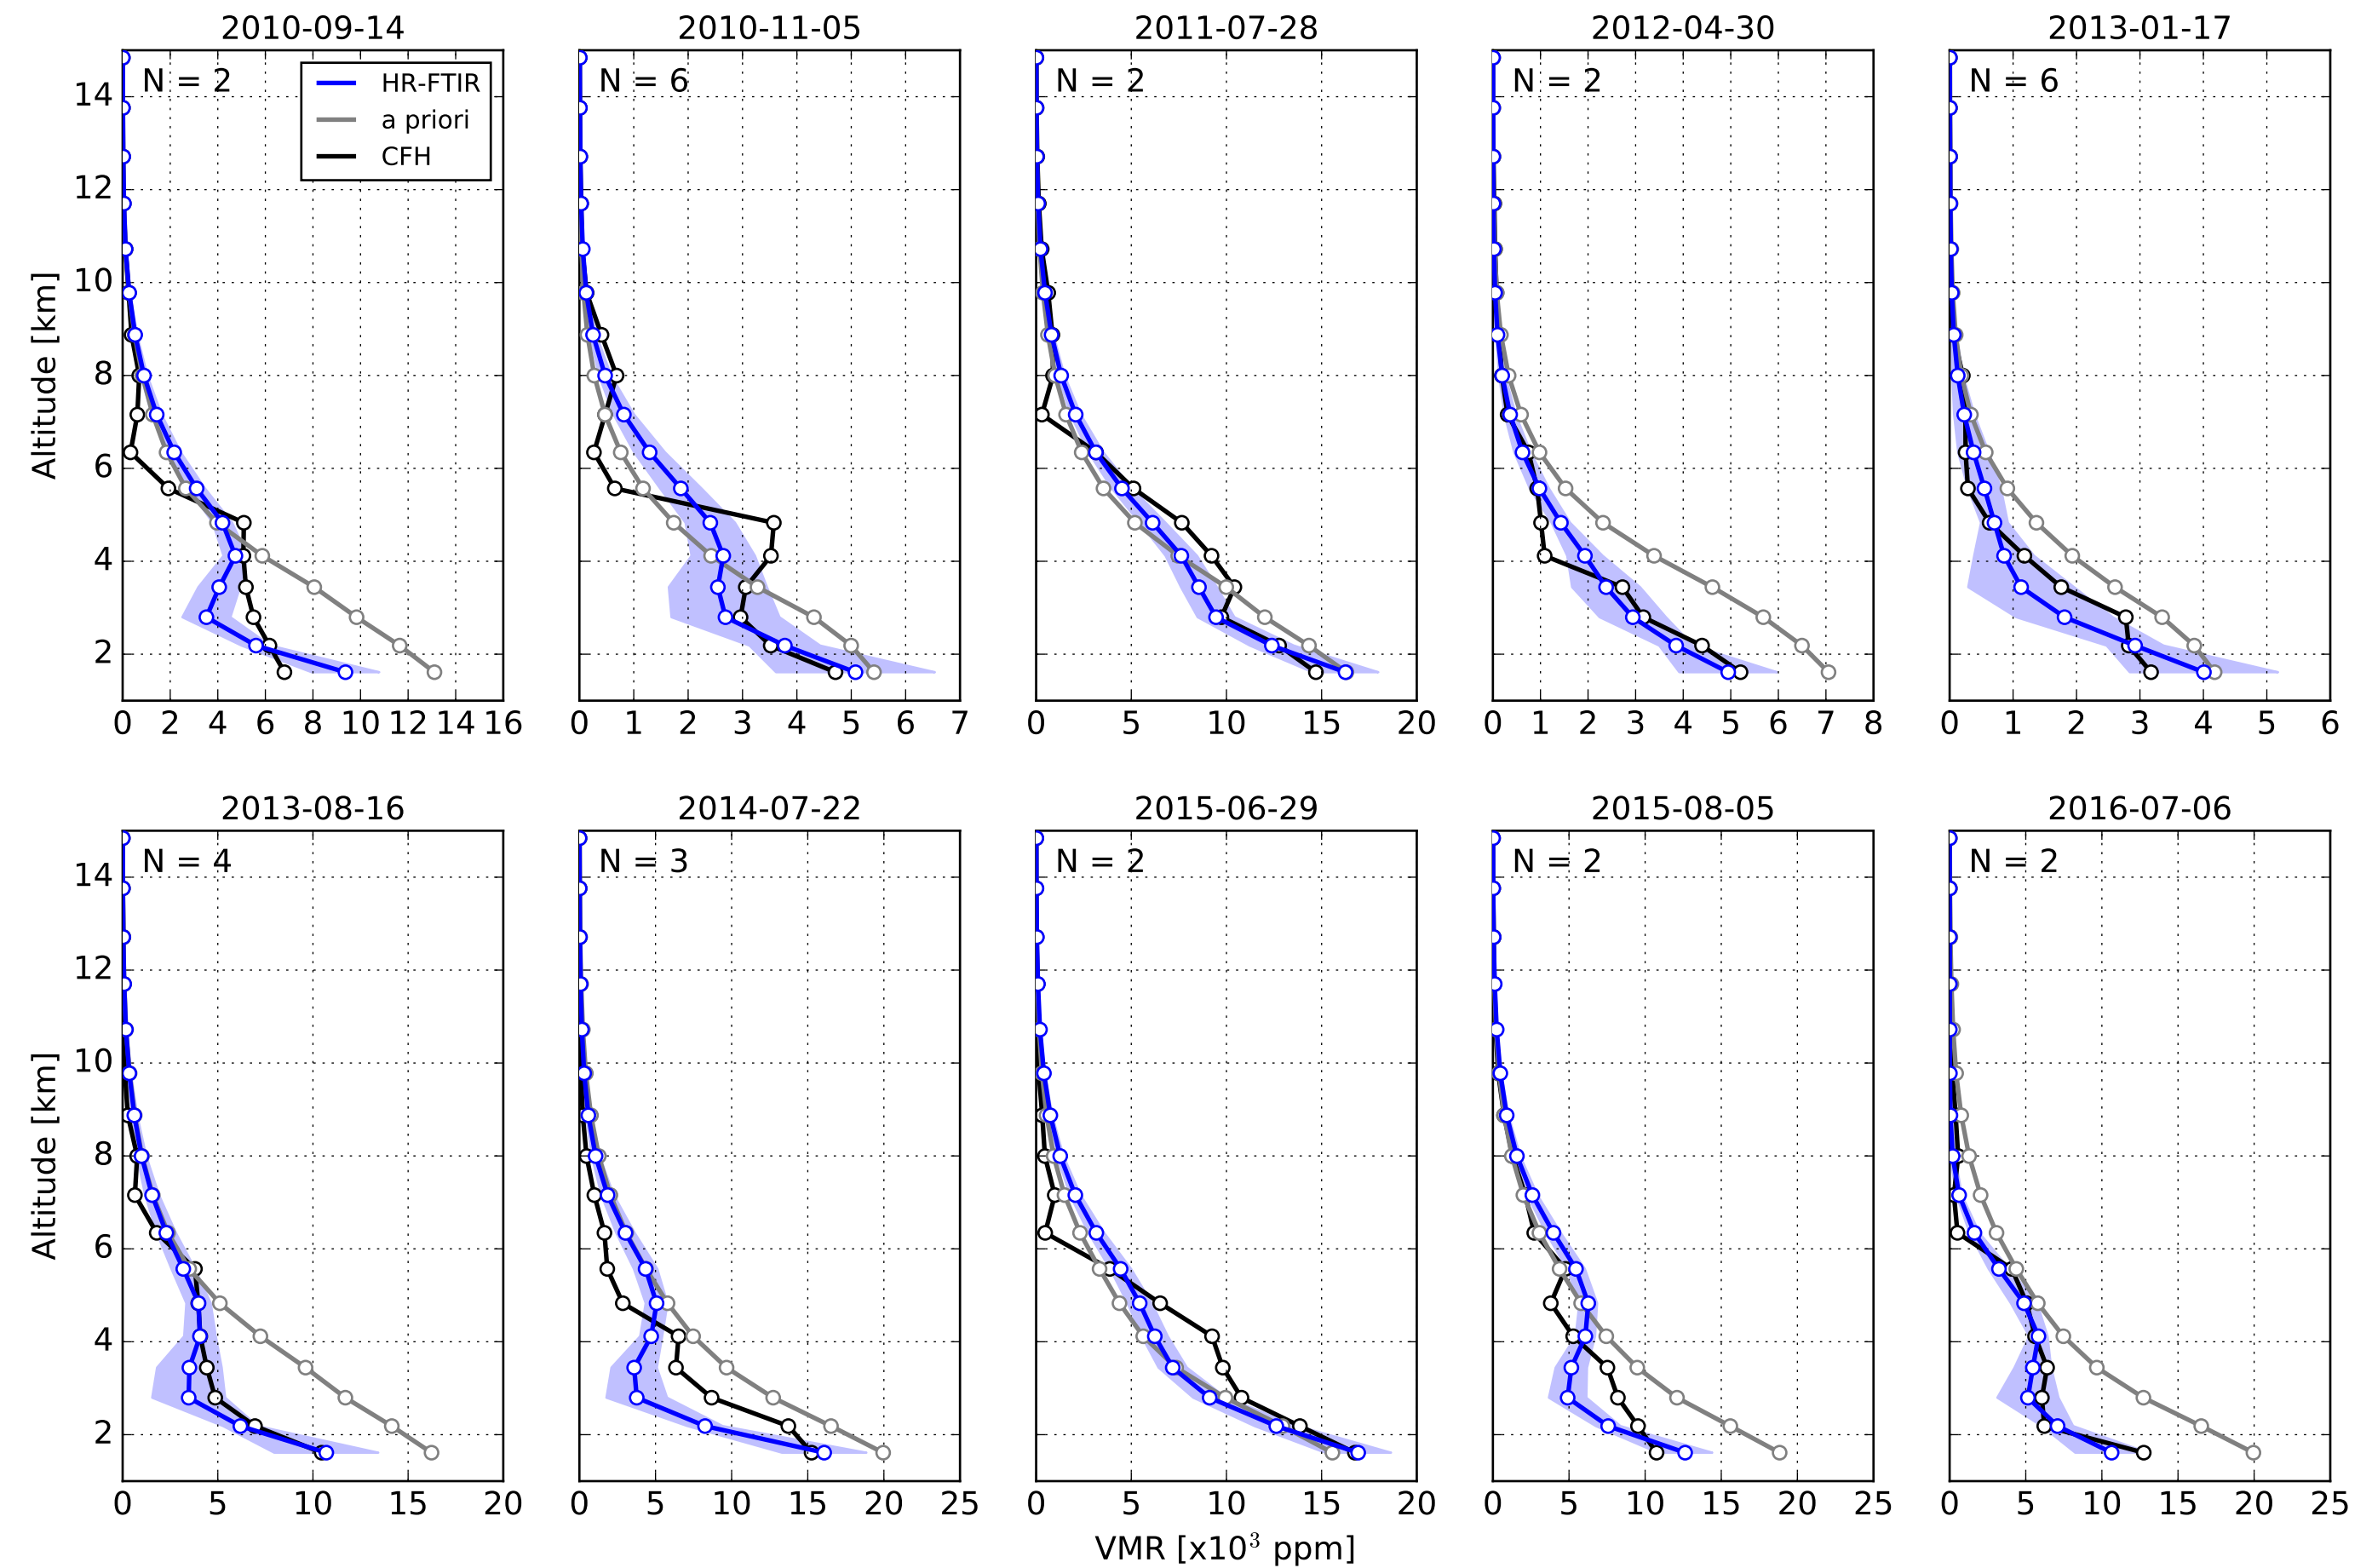 2010-09-14 2010-11-05 2011-07-28 2012-04-30 2013-01-17
N = 2 N = 6 N = 2 N = 2 N = 6
HR-FTIR
a priori
CFH
14
12
10
8
6
4
2
Altitude [km]
0 2 4 6 8 10 12 14 16 0 1 2 3 4 5 6 7 0 5 10 15 20 0 1 2 3 4 5 6 7 8 0 1 2 3 4 5 6
2013-08-16 2014-07-22 2015-06-29 2015-08-05 2016-07-06
N = 4 N = 3 N = 2 N = 2 N = 2
14
12
10
8
6
4
2
Altitude [km]
0 5 10 15 20 0 5 10 15 20 25 0 5 10 15 20 0 5 10 15 20 25 0 5 10 15 20 25
VMR [x10³ ppm]